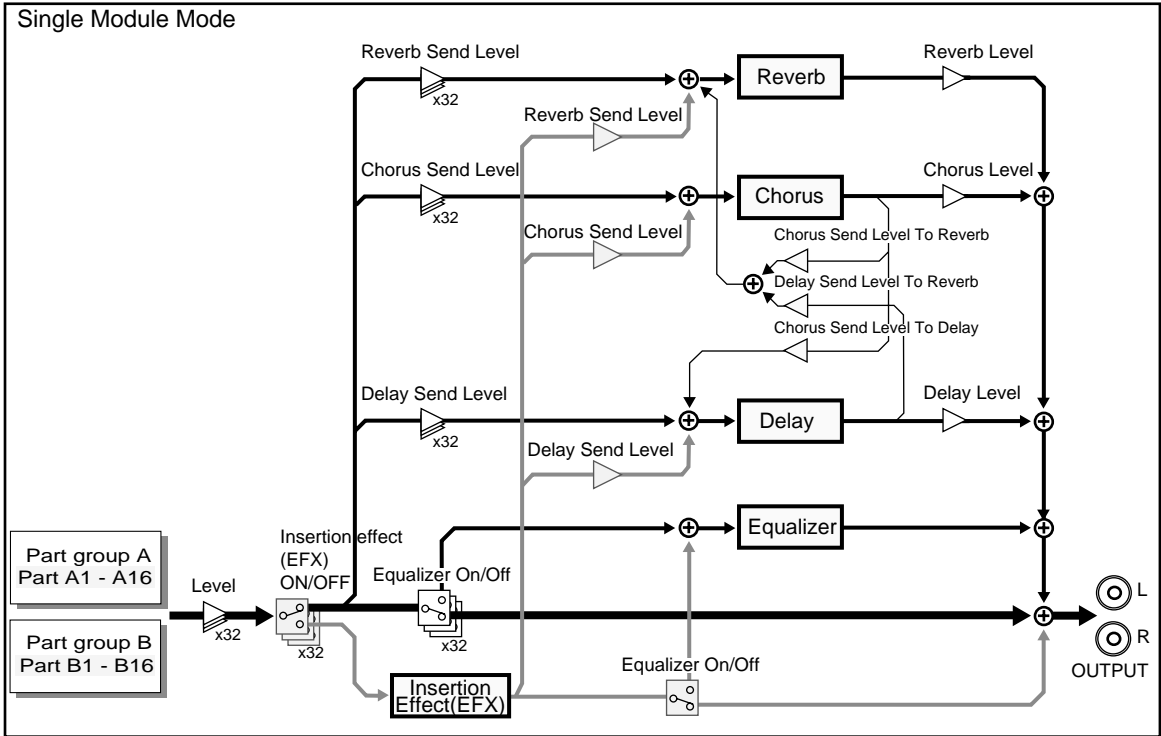 Single Module Mode
Reverb Send Level
x32
Reverb
Reverb Level
Reverb Send Level
Chorus Send Level
x32
Chorus
Chorus Level
Chorus Send Level
Chorus Send Level To Reverb
Delay Send Level To Reverb
Chorus Send Level To Delay
Delay Send Level
x32
Delay
Delay Level
Delay Send Level
Equalizer
Part group A
Part A1 - A16
Part group B
Part B1 - B16
Level
x32
Insertion effect
(EFX)
ON/OFF
x32
Equalizer On/Off
x32
Insertion
Effect(EFX)
Equalizer On/Off
L
R
OUTPUT